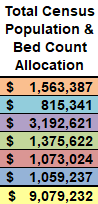 Total Census
Population &
Bed Count
Allocation
$ 1,563,387
$ 815,341
$ 3,192,621
$ 1,375,622
$ 1,073,024
$ 1,059,237
$ 9,079,232